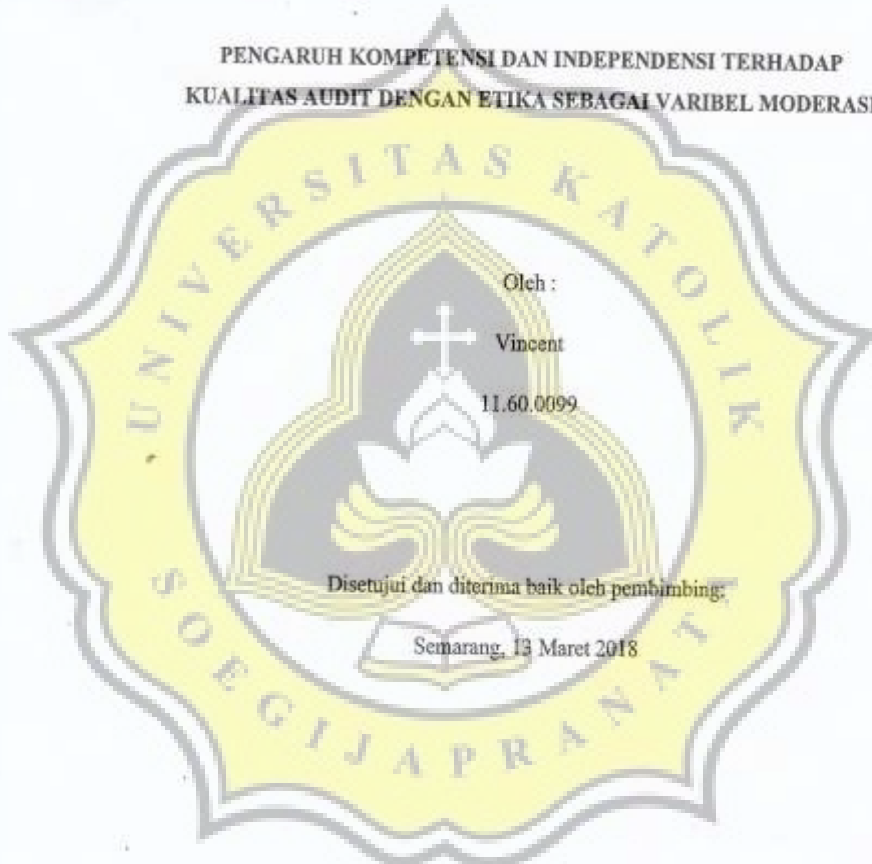 PENGARUH KOMPETENSI DAN INDEPENDENSI TERHADAP
KUALITAS AUDIT DENGAN ETIKA SEBAGAI VARIBEL MODERASI
UNIVERSITAS KATOLIK
Oleh :
Vincent
11.60.0099
Disetujui dan diterima baik oleh pembimbing:
Semarang, 13 Maret 2018
SOEGIJAPRANATA